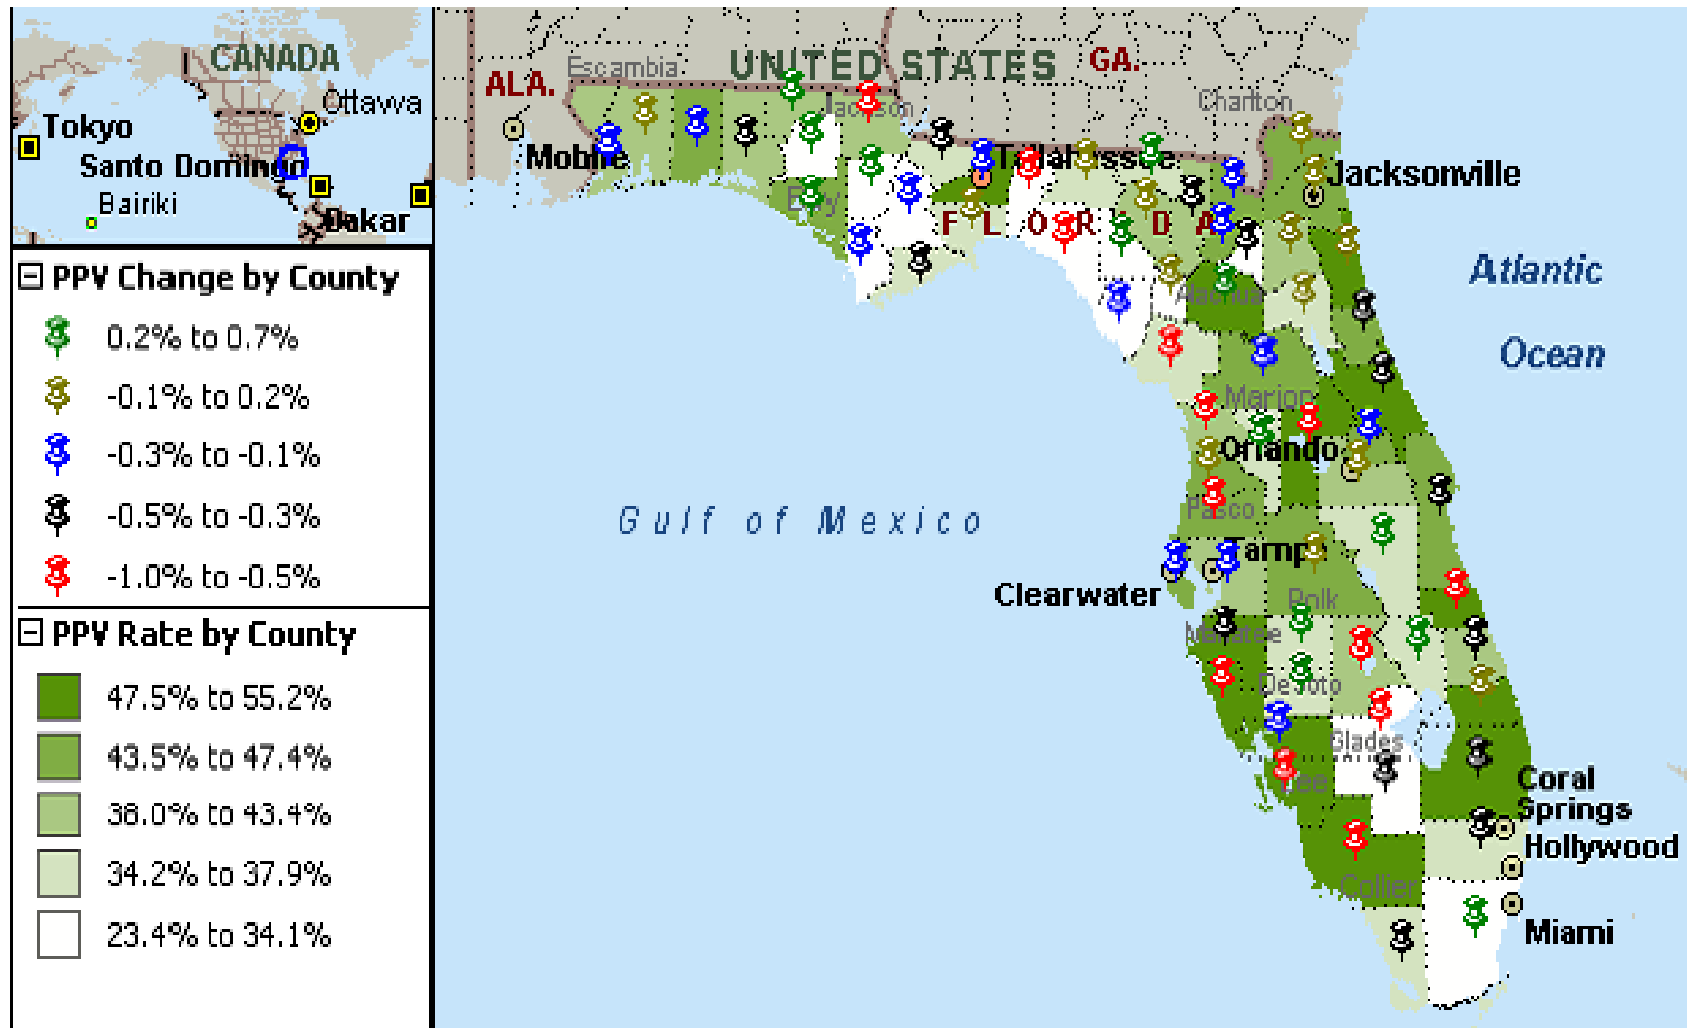 CANADA
Ottawa
Tokyo
Santo Domingo
Bairiki
Dakar
PPV Change by County
0.2% to 0.7%
-0.1% to 0.2%
-0.3% to -0.1%
-0.5% to -0.3%
-1.0% to -0.5%
PPV Rate by County
47.5% to 55.2%
43.5% to 47.4%
38.0% to 43.4%
34.2% to 37.9%
23.4% to 34.1%
UNITED STATES
GA.
ALA.
Escambia
Jackson
Charlton
Mobile
Tallahassee
Jacksonville
FLORIDA
Alachua
Atlantic
Ocean
Marion
Orlando
Gulf of Mexico
Pasco
Tampa
Clearwater
Polk
Manatee
DeSoto
Glades
Lee
Coral
Springs
Hollywood
Collier
Miami